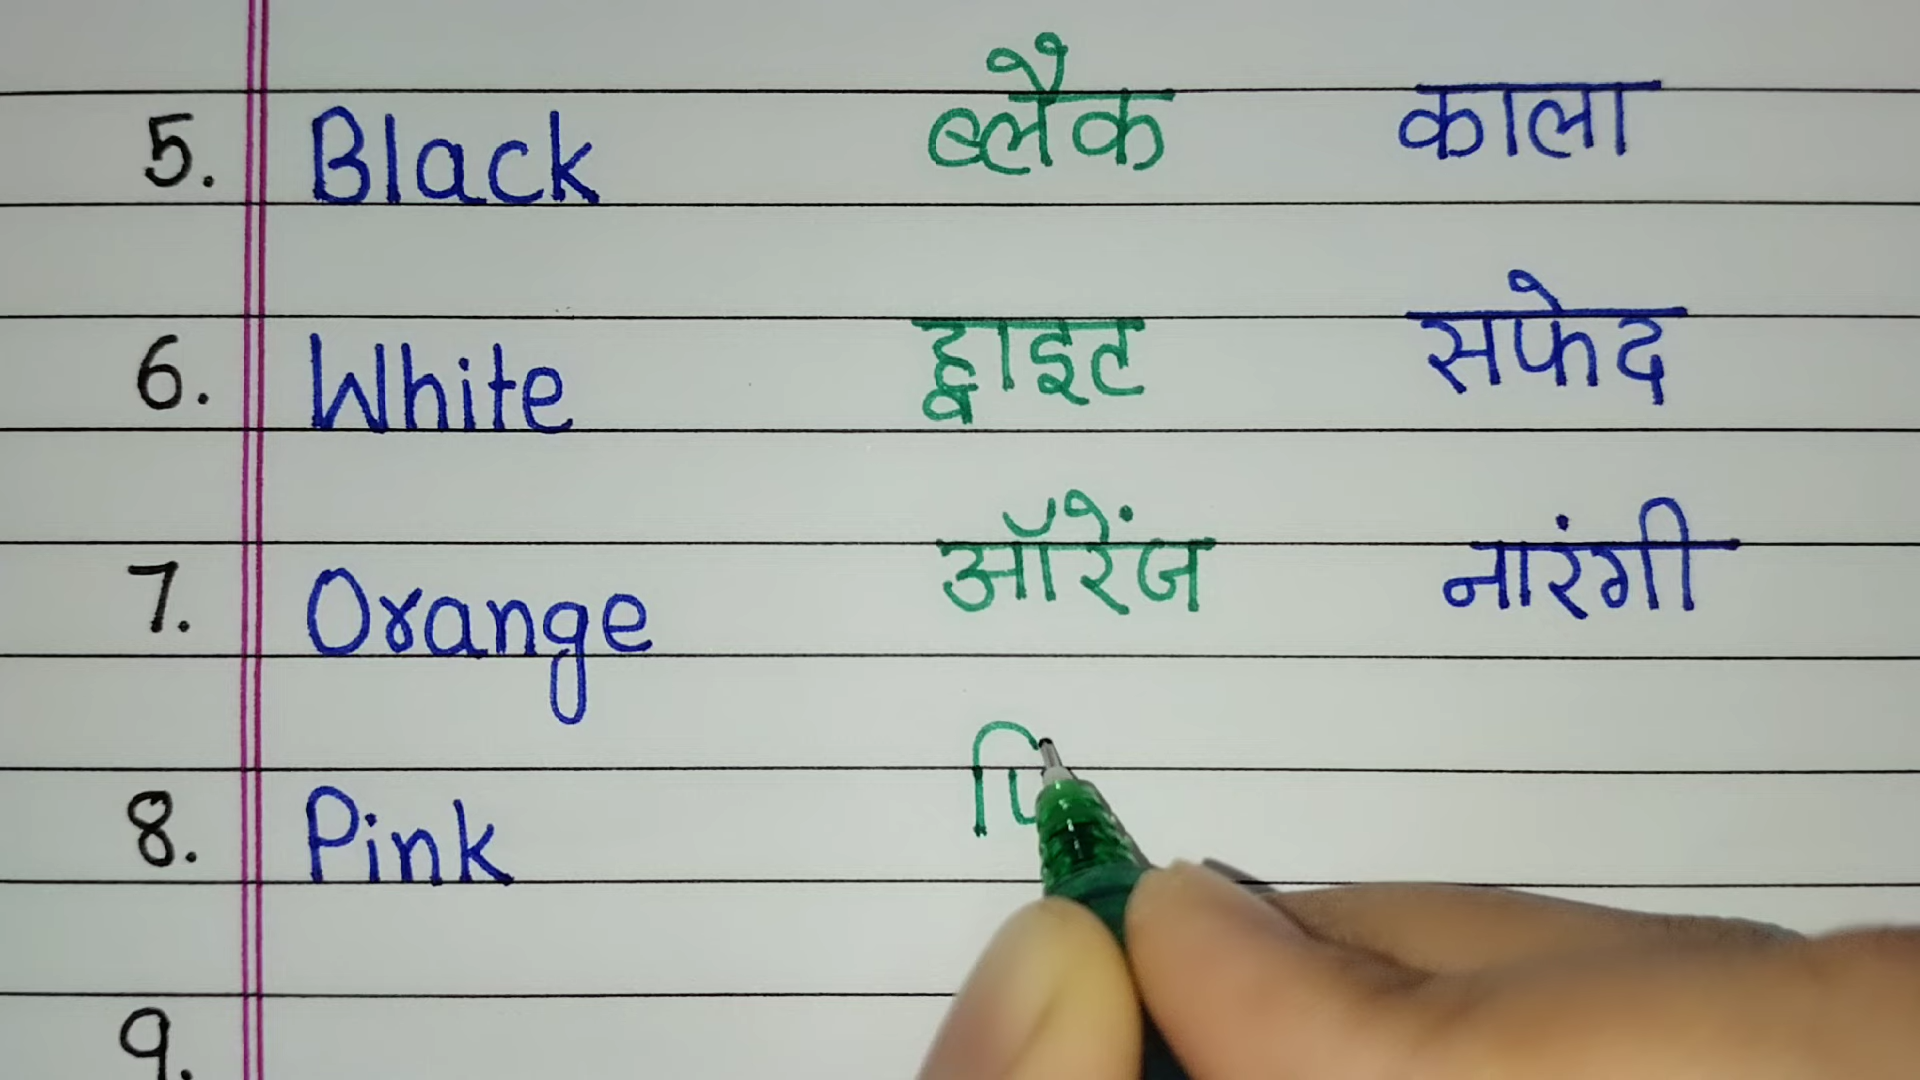 5. Black ब्लैक काला
6. White ह्वाइट सफेद
7. Orange ऑरेंज नारंगी
8. Pink पि
9.